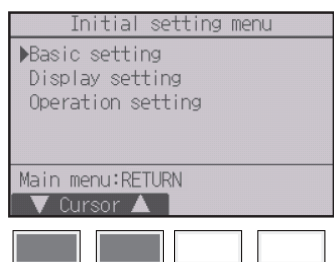 Initial setting menu
▶Basic setting
Display setting
Operation setting
Main menu:RETURN
▼ Cursor ▲